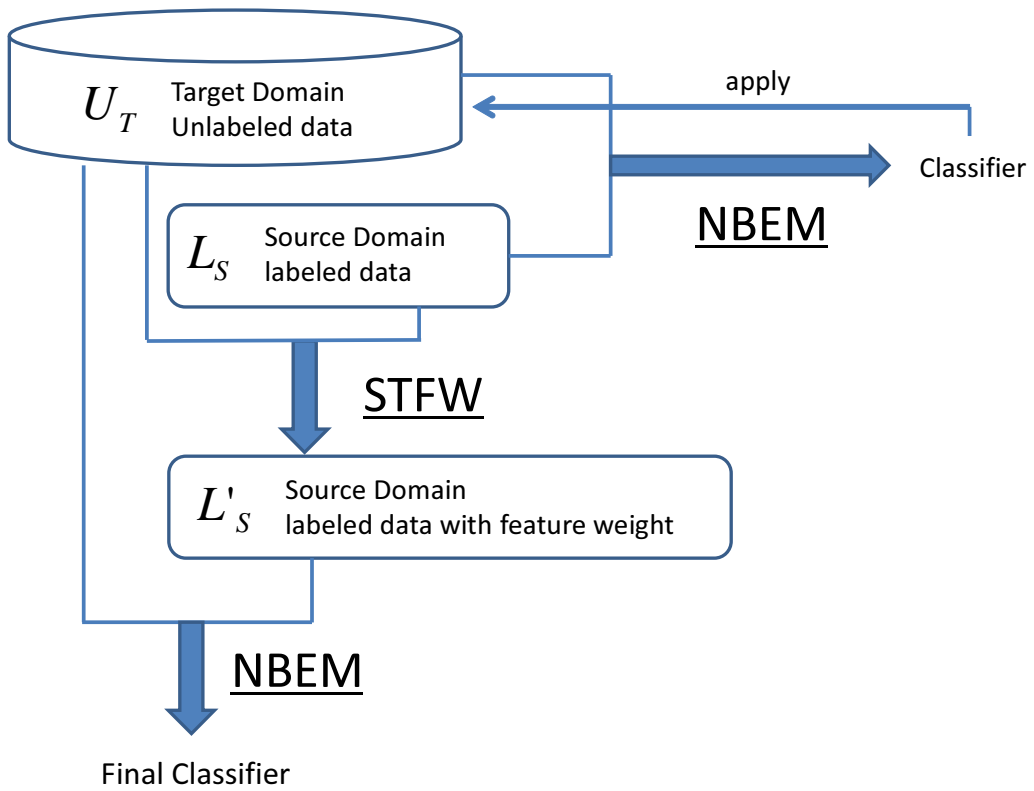 U_T Target Domain
Unlabeled data
apply
Classifier
NBEM
L_S Source Domain
labeled data
STFW
L'_S Source Domain
labeled data with feature weight
NBEM
Final Classifier